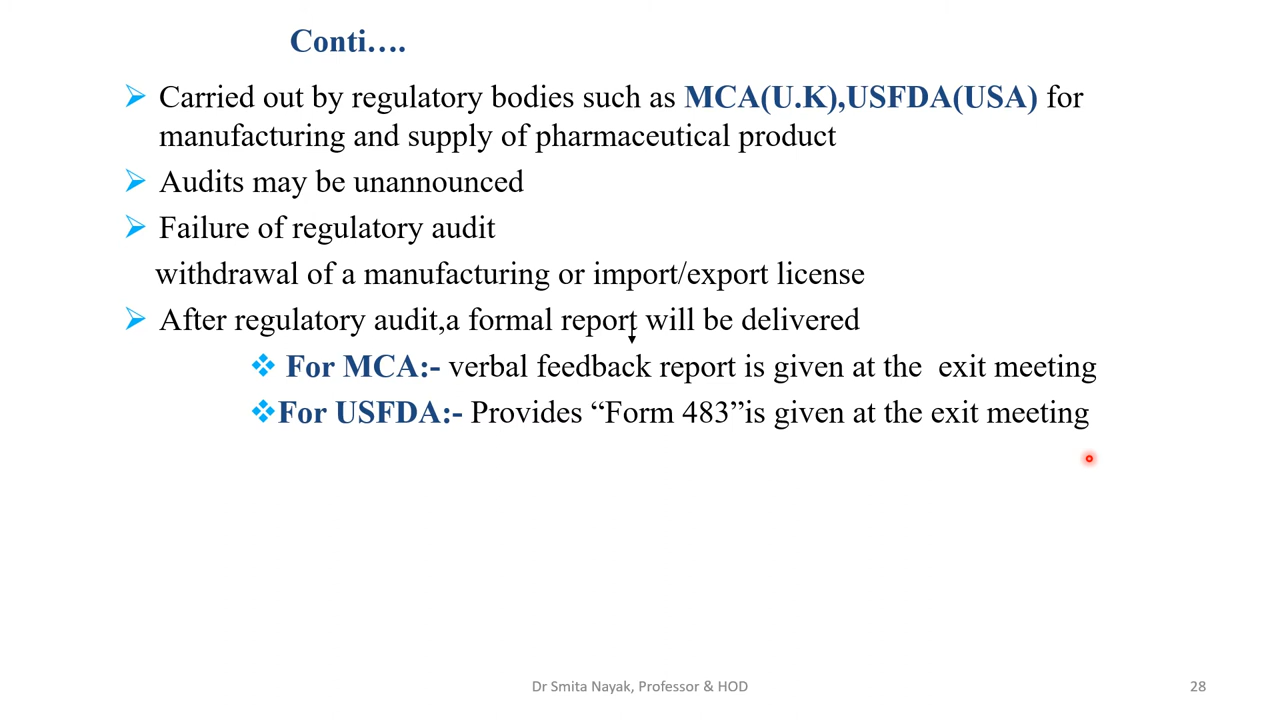 Conti….
Carried out by regulatory bodies such as MCA(U.K),USFDA(USA) for
manufacturing and supply of pharmaceutical product
Audits may be unannounced
Failure of regulatory audit
withdrawal of a manufacturing or import/export license
After regulatory audit,a formal report will be delivered
For MCA:- verbal feedback report is given at the exit meeting
For USFDA:- Provides “Form 483”is given at the exit meeting
Dr Smita Nayak, Professor & HOD
28